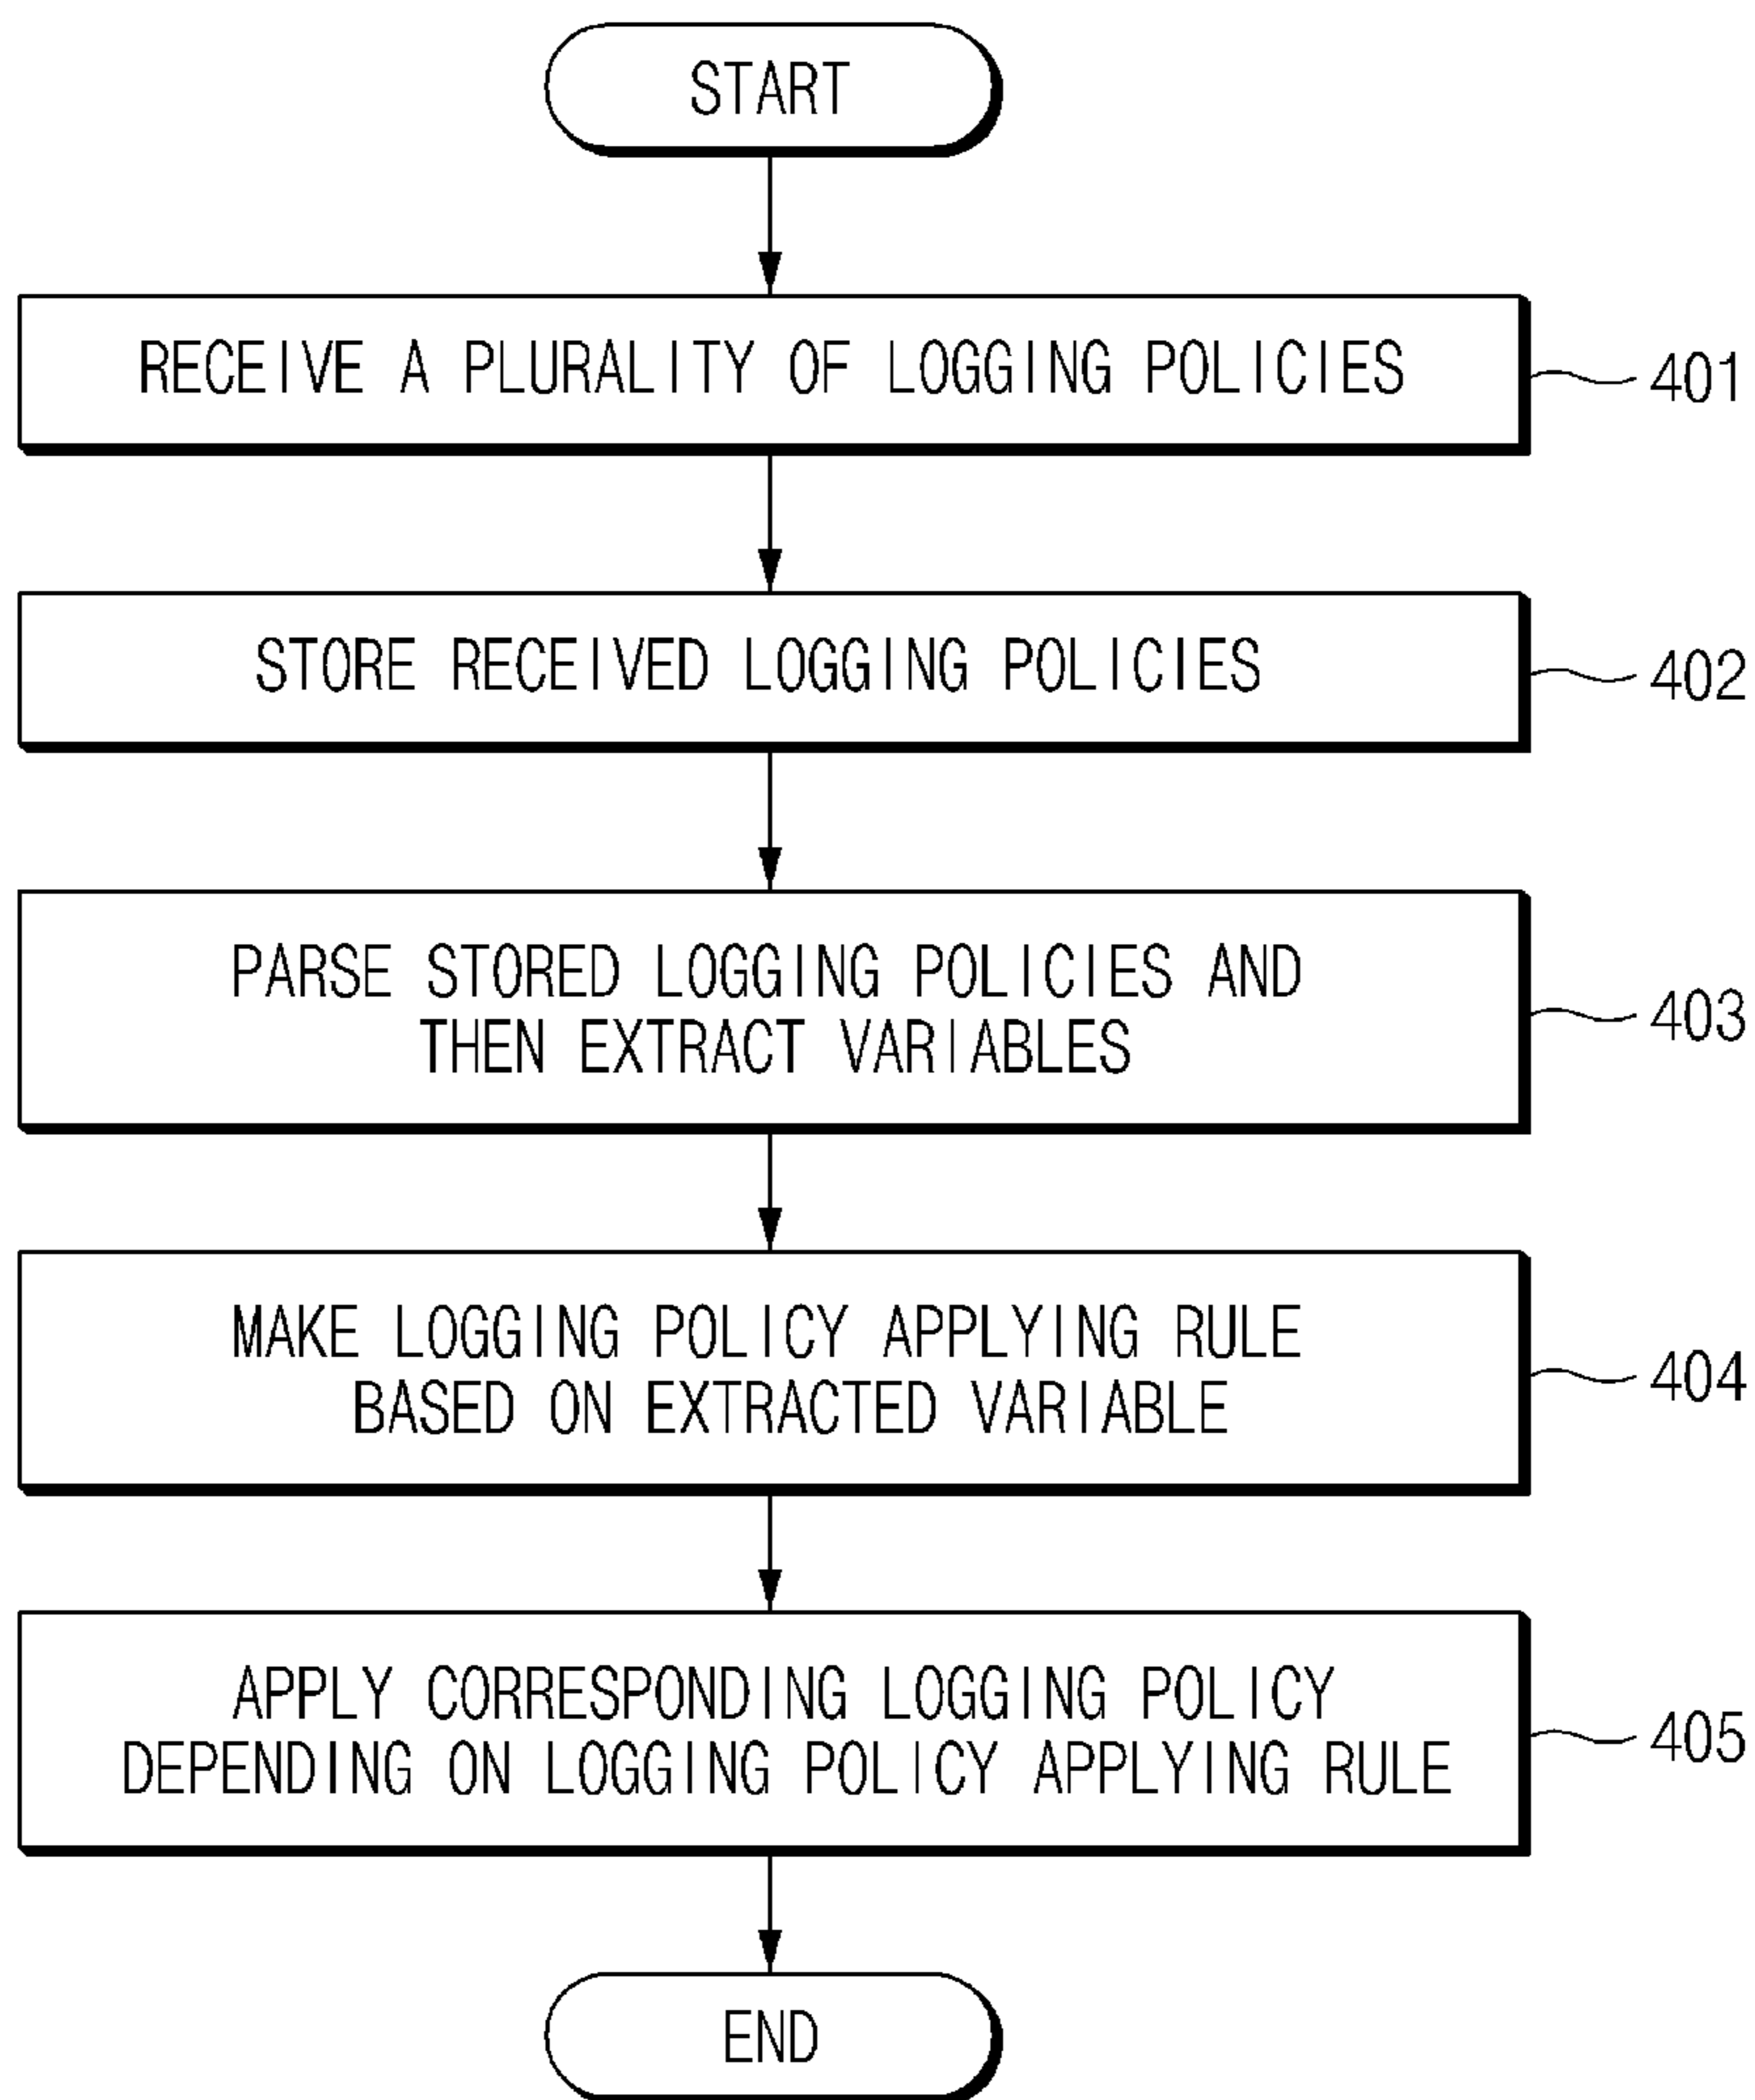 START
RECEIVE A PLURALITY OF LOGGING POLICIES
401
STORE RECEIVED LOGGING POLICIES
402
PARSE STORED LOGGING POLICIES AND
THEN EXTRACT VARIABLES
403
MAKE LOGGING POLICY APPLYING RULE
BASED ON EXTRACTED VARIABLE
404
APPLY CORRESPONDING LOGGING POLICY
DEPENDING ON LOGGING POLICY APPLYING RULE
405
END